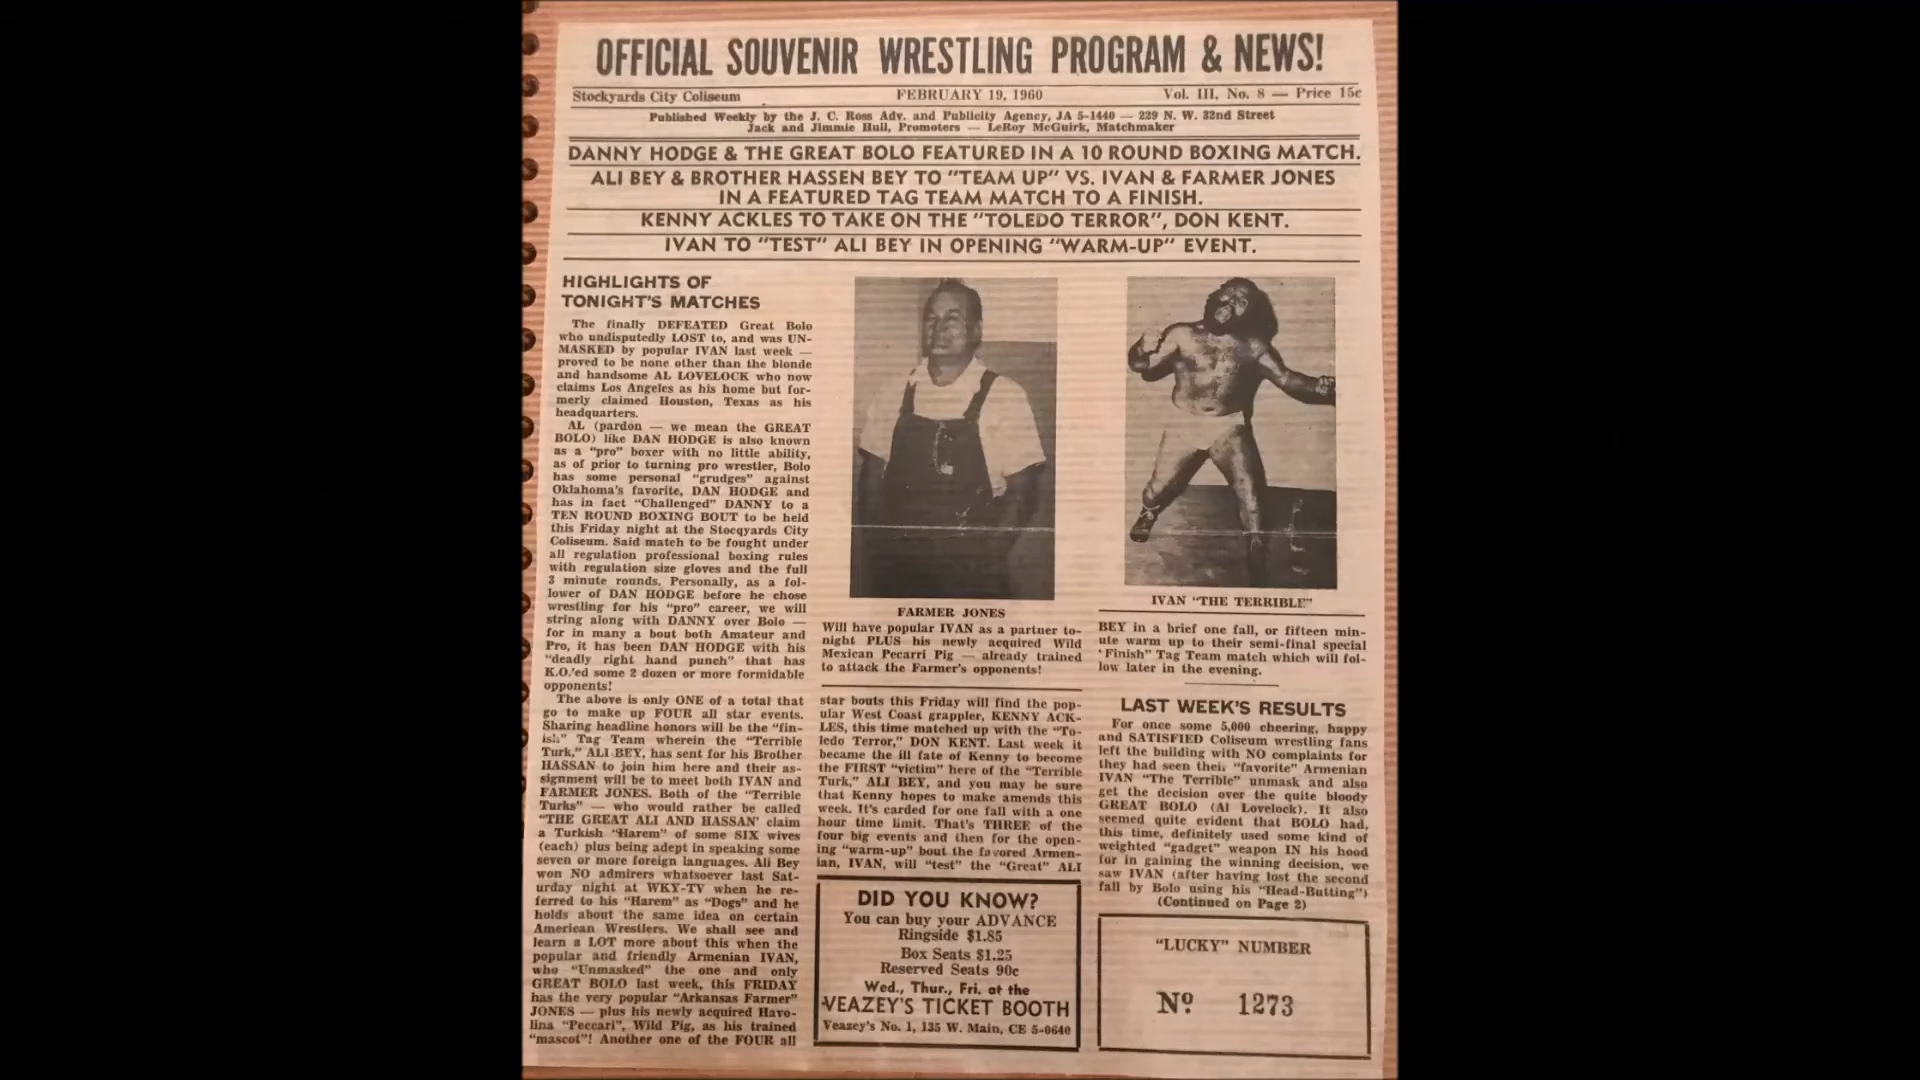 OFFICIAL SOUVENIR WRESTLING PROGRAM & NEWS!
Stockyards City Coliseum FEBRUARY 19, 1960 Vol. III, No. 8 — Price 15c
Published Weekly by the J. C. Ross Adv. and Publicity Agency, JA 5-1440 — 229 N. W. 32nd Street
Jack and Jimmie Hull, Promoters — LeRoy McGuirk, Matchmaker
DANNY HODGE & THE GREAT BOLO FEATURED IN A 10 ROUND BOXING MATCH.
ALI BEY & BROTHER HASSEN BEY TO "TEAM UP" VS. IVAN & FARMER JONES
IN A FEATURED TAG TEAM MATCH TO A FINISH.
KENNY ACKLES TO TAKE ON THE "TOLEDO TERROR", DON KENT.
IVAN TO "TEST" ALI BEY IN OPENING "WARM-UP" EVENT.
HIGHLIGHTS OF
TONIGHT'S MATCHES
The finally DEFEATED Great Bolo
who undisputedly LOST to, and was UN-
MASKED by popular IVAN last week —
proved to be none other than the blonde
and handsome AL LOVELOCK who now
claims Los Angeles as his home but for-
merly claimed Houston, Texas as his
headquarters.
AL (pardon — we mean the GREAT
BOLO) like DAN HODGE is also known
as a "pro" boxer with no little ability,
as of prior to turning pro wrestler, Bolo
has some personal "grudges" against
Oklahoma's favorite, DAN HODGE and
has in fact "Challenged" DANNY to a
TEN ROUND BOXING BOUT to be held
this Friday night at the Stocqyards City
Coliseum. Said match to be fought under
all regulation professional boxing rules
with regulation size gloves and the full
3 minute rounds. Personally, as a fol-
lower of DAN HODGE before he chose
wrestling for his "pro" career, we will
string along with DANNY over Bolo —
for in many a bout both Amateur and
Pro, it has been DAN HODGE with his
"deadly right hand punch" that has
K.O.'ed some 2 dozen or more formidable
opponents!
The above is only ONE of a total that
go to make up FOUR all star events.
Sharing headline honors will be the "fin-
ish" Tag Team wherein the "Terrible
Turk," ALI BEY, has sent for his Brother
HASSAN to join him here and their as-
signment will be to meet both IVAN and
FARMER JONES. Both of the "Terrible
Turks" — who would rather be called
"THE GREAT ALI AND HASSAN' claim
a Turkish "Harem" of some SIX wives
(each) plus being adept in speaking some
seven or more foreign languages. Ali Bey
won NO admirers whatsoever last Sat-
urday night at WKY-TV when he re-
ferred to his "Harem" as "Dogs" and he
holds about the same idea on certain
American Wrestlers. We shall see and
learn a LOT more about this when the
popular and friendly Armenian IVAN,
who "Unmasked" the one and only
GREAT BOLO last week, this FRIDAY
has the very popular "Arkansas Farmer"
JONES — plus his newly acquired Havo-
lina "Peccari", Wild Pig, as his trained
"mascot"! Another one of the FOUR all
FARMER JONES
Will have popular IVAN as a partner to-
night PLUS his newly acquired Wild
Mexican Pecarri Pig — already trained
to attack the Farmer's opponents!
star bouts this Friday will find the pop-
ular West Coast grappler, KENNY ACK-
LES, this time matched up with the "To-
ledo Terror," DON KENT. Last week it
became the ill fate of Kenny to become
the FIRST "victim" here of the "Terrible
Turk," ALI BEY, and you may be sure
that Kenny hopes to make amends this
week. It's carded for one fall with a one
hour time limit. That's THREE of the
four big events and then for the open-
ing "warm-up" bout the favored Armen-
ian, IVAN, will "test" the "Great" ALI
DID YOU KNOW?
You can buy your ADVANCE
Ringside $1.85
Box Seats $1.25
Reserved Seats 90c
Wed., Thur., Fri. at the
VEAZEY'S TICKET BOOTH
Veazey's No. 1, 135 W. Main, CE 5-0640
IVAN "THE TERRIBLE"
BEY in a brief one fall, or fifteen min-
ute warm up to their semi-final special
'Finish" Tag Team match which will fol-
low later in the evening.
LAST WEEK'S RESULTS
For once some 5,000 cheering, happy
and SATISFIED Coliseum wrestling fans
left the building with NO complaints for
they had seen their "favorite" Armenian
IVAN "The Terrible" unmask and also
get the decision over the quite bloody
GREAT BOLO (Al Lovelock). It also
seemed quite evident that BOLO had,
this time, definitely used some kind of
weighted "gadget" weapon IN his hood
for in gaining the winning decision, we
saw IVAN (after having lost the second
fall by Bolo using his "Head-Butting")
(Continued on Page 2)
"LUCKY" NUMBER
Nº 1273